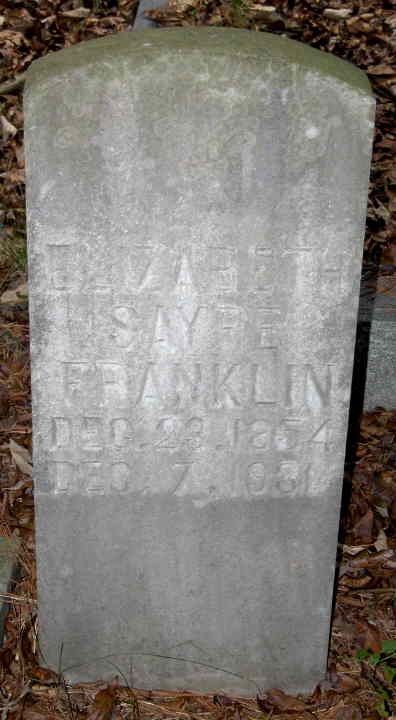 ELIZABETH
SAYRE
FRANKLIN
DEC. 23. 1854
DEC. 7. 1931